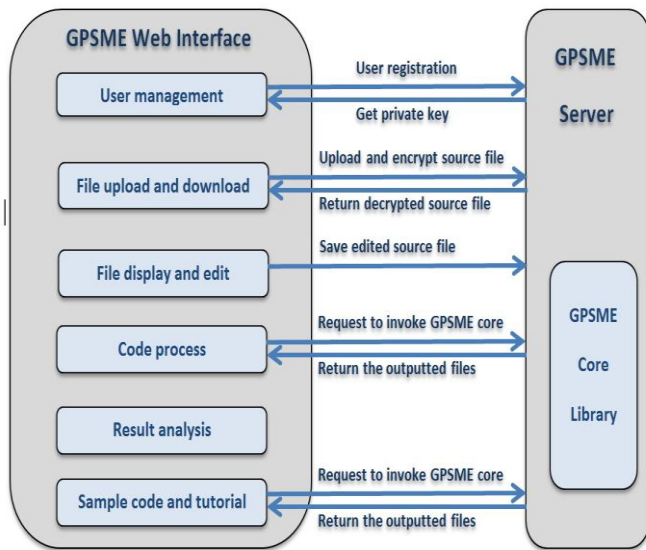 GPSME Web Interface
User management
File upload and download
File display and edit
Code process
Result analysis
Sample code and tutorial
User registration
Get private key
Upload and encrypt source file
Return decrypted source file
Save edited source file
Request to invoke GPSME core
Return the outputted files
Request to invoke GPSME core
Return the outputted files
GPSME
Server
GPSME
Core
Library